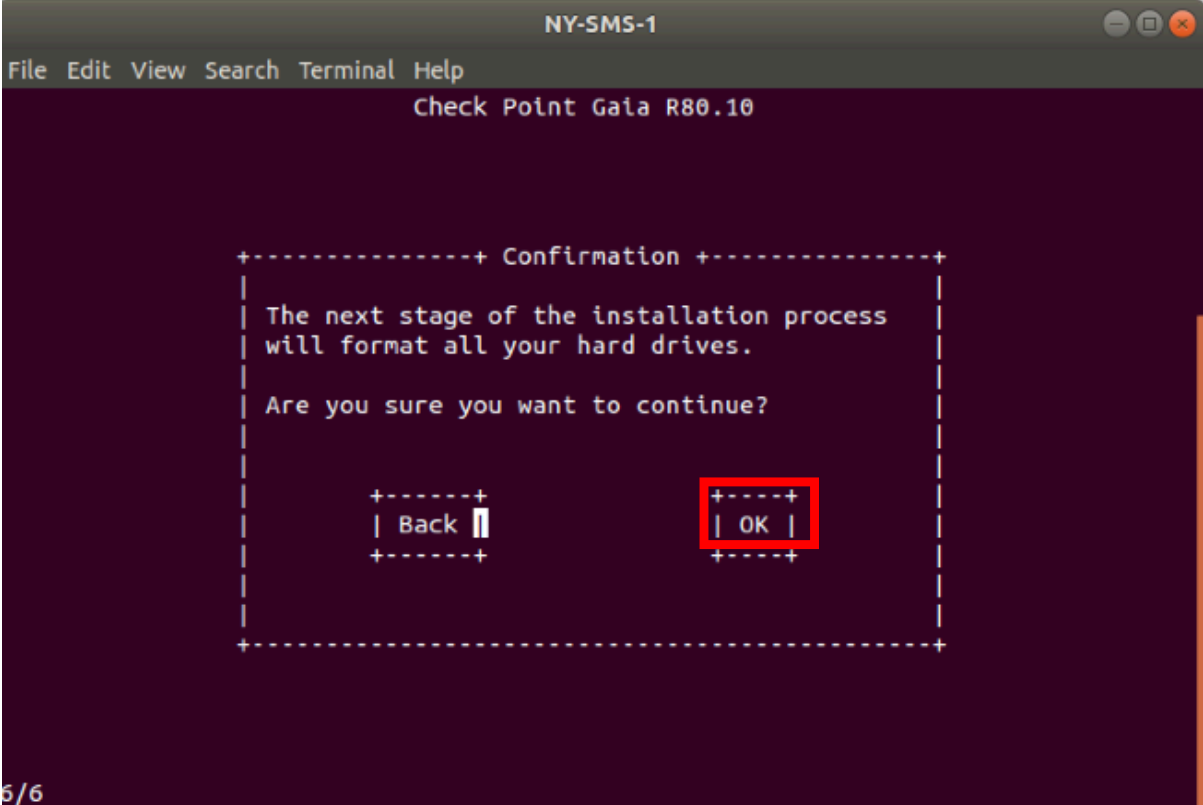 NY-SMS-1
File Edit View Search Terminal Help
Check Point Gaia R80.10
+---------------+ Confirmation +---------------+
The next stage of the installation process
will format all your hard drives.
Are you sure you want to continue?
+------+ +----+
| Back | | OK |
+------+ +----+
+----------------------------------------------+
6/6